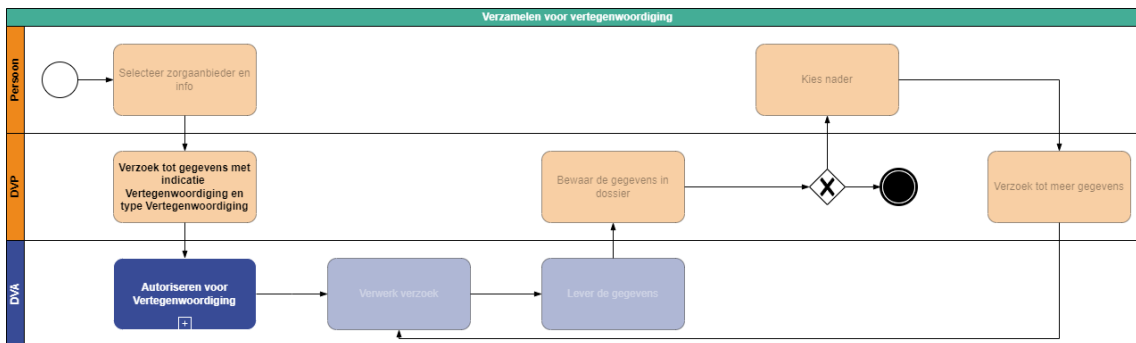 Verzamelen voor vertegenwoordiging
Persoon
Selecteer zorgaanbieder en
info
Kies nader
DVP
Verzoek tot gegevens met
indicatie
Vertegenwoordiging en
type Vertegenwoordiging
Bewaar de gegevens in
dossier
Verzoek tot meer gegevens
DVA
Autoriseren voor
Vertegenwoordiging
Verwerk verzoek
Lever de gegevens